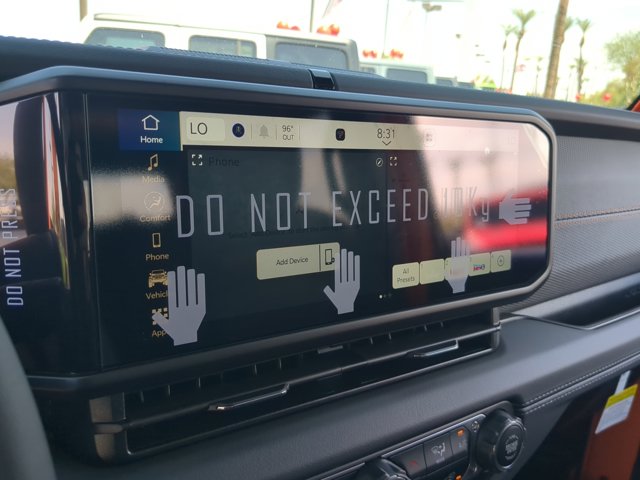 LO
96°
OUT
8:31
Home
Phone
Media
DO NOT EXCEED 10Kg
Comfort
DO NOT PRESS
Phone
Add Device
Vehicle
All
Presets
Apps